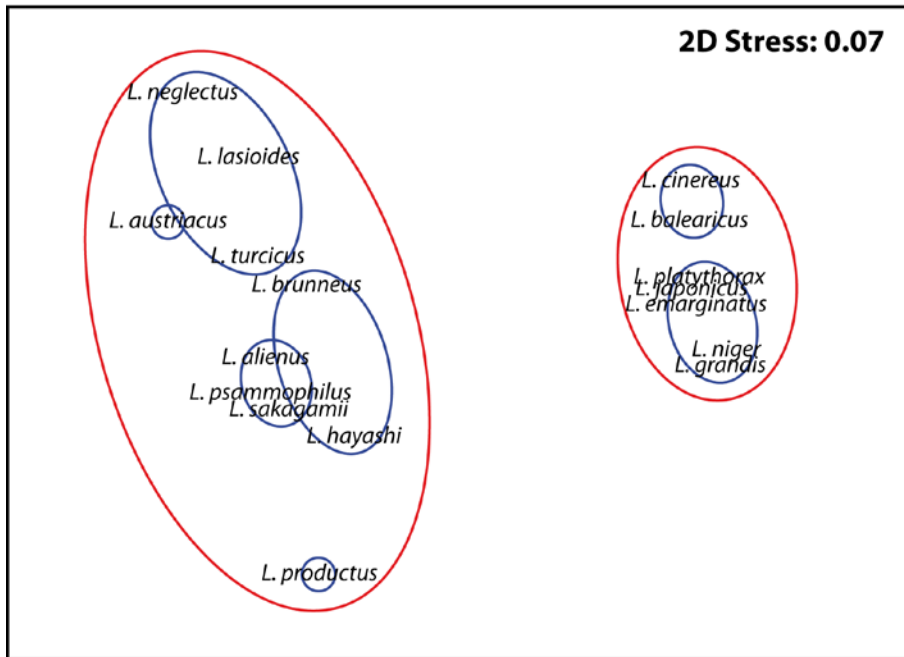 2D Stress: 0.07
L. neglectus
L. lasioides
L. austriacus
L. turcicus
L. brunneus
L. alienus
L. psammophilus
L. sakagamii
L. hayashi
L. productus
L. cinereus
L. balearicus
L. platythorax
L. japonicus
L. emarginatus
L. niger
L. grandis